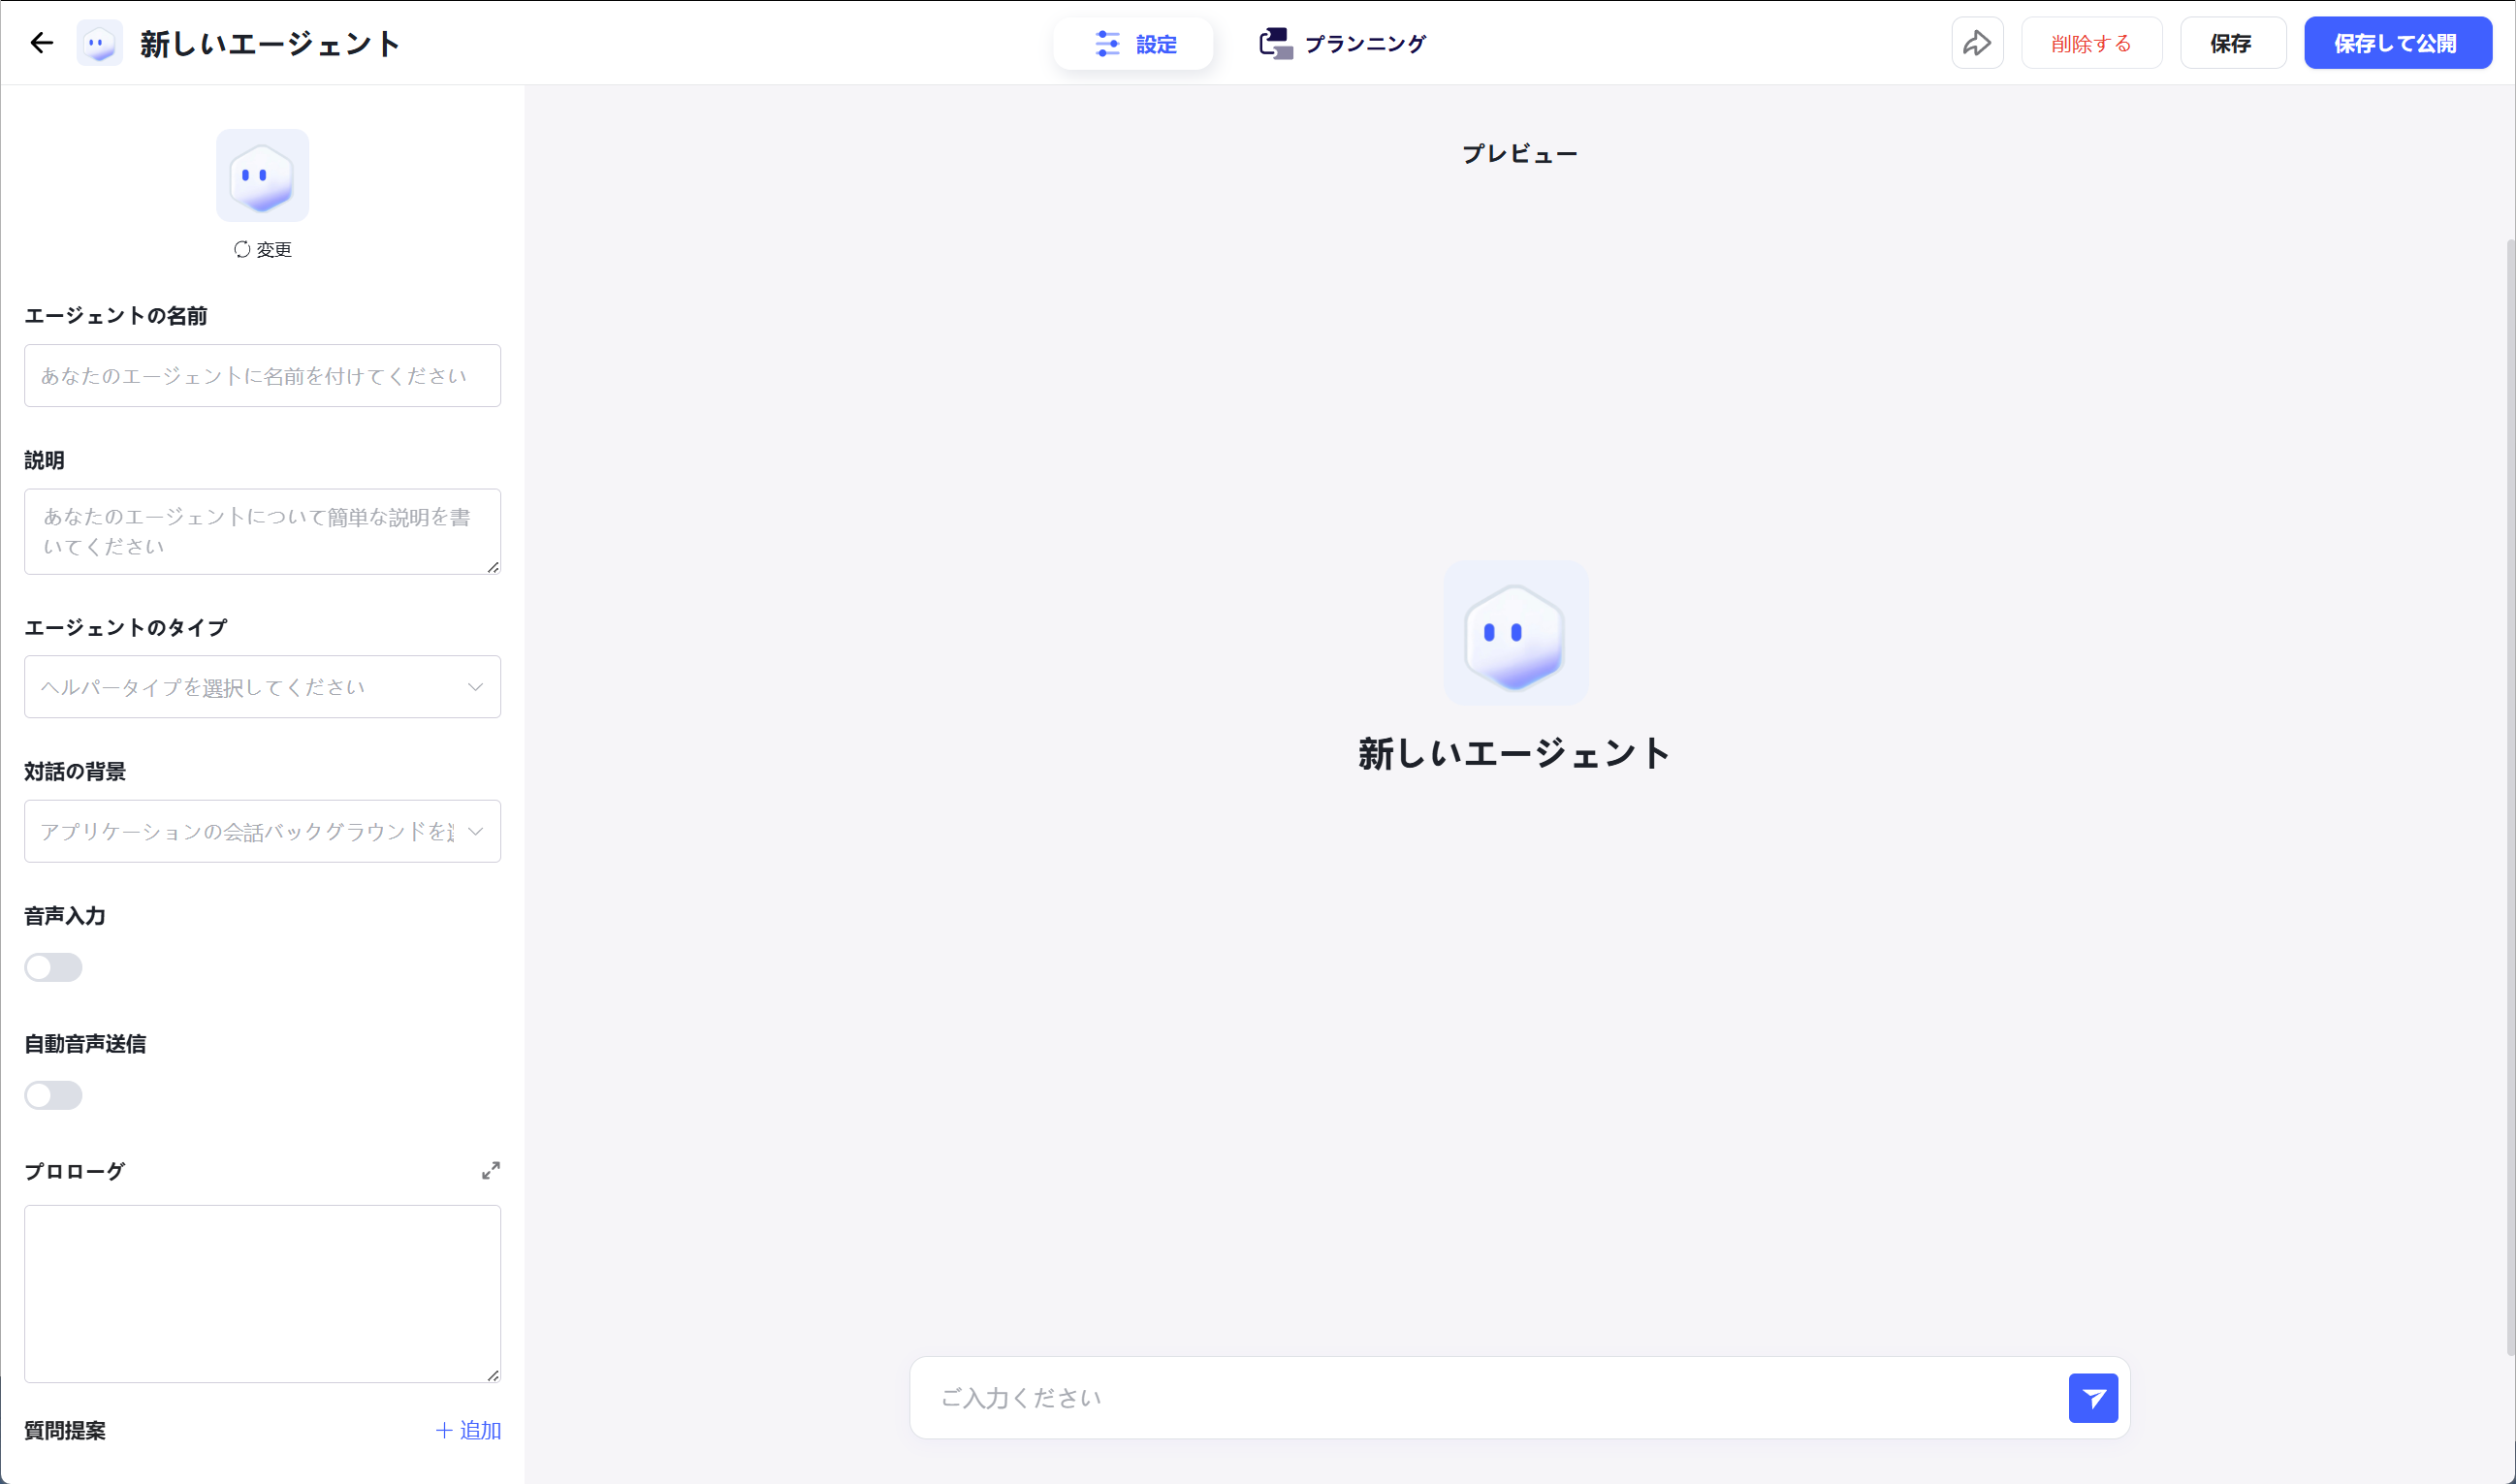 新しいエージェント
設定
プランニング
削除する
保存
保存して公開
変更
エージェントの名前
あなたのエージェントに名前を付けてください
説明
あなたのエージェントについて簡単な説明を書
いてください
エージェントのタイプ
ヘルパータイプを選択してください
対話の背景
アプリケーションの会話バックグラウンドを
音声入力
自動音声送信
プロローグ
質問提案
+ 追加
プレビュー
新しいエージェント
ご入力ください